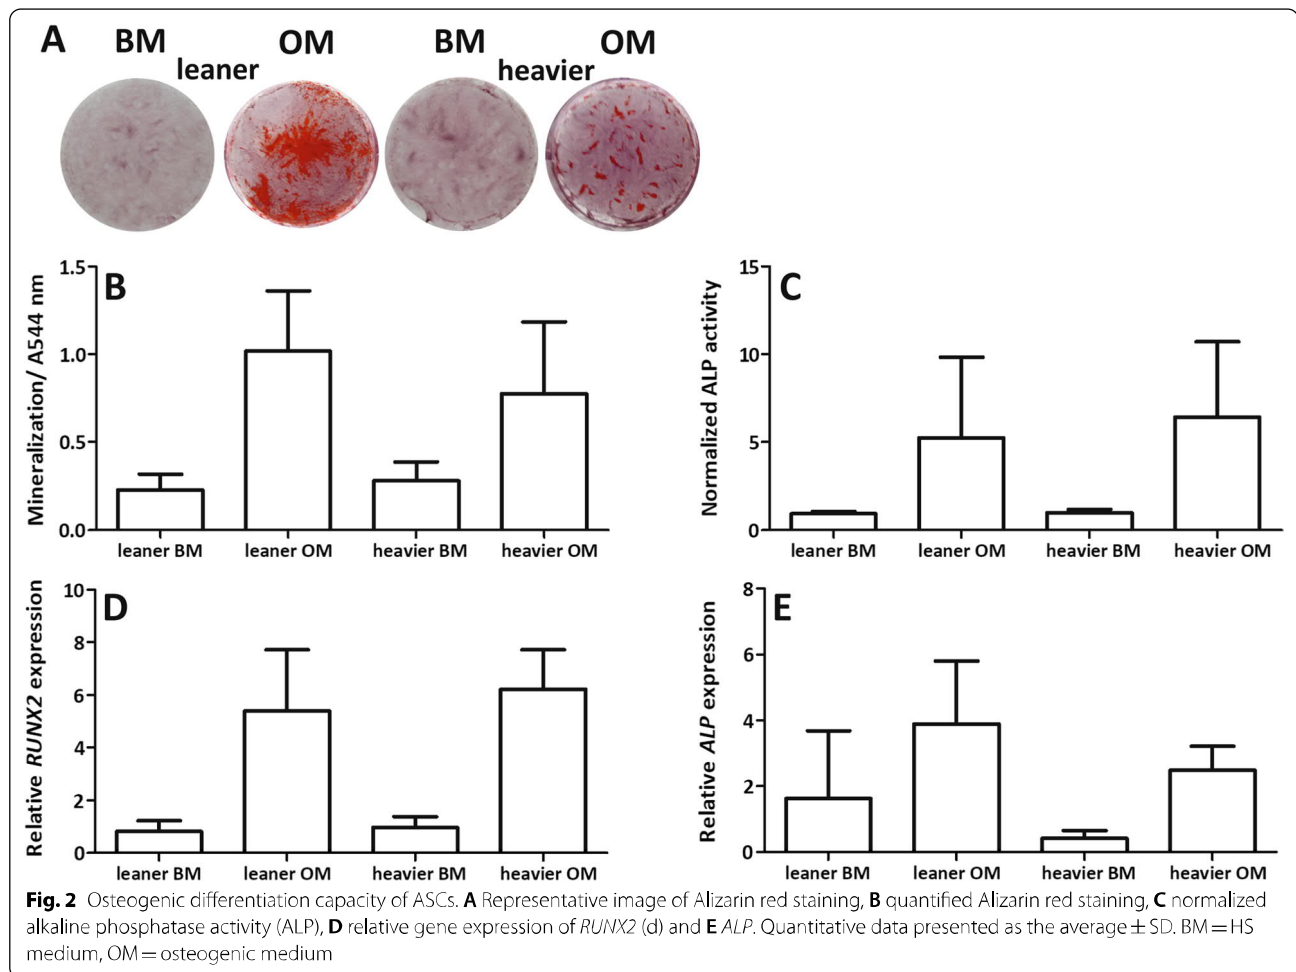 A
BM
OM
BM
OM
leaner
heavier
B
Mineralization/ A544 nm
1.5
1.0
0.5
0.0
leaner BM leaner OM heavier BM heavier OM
C
Normalized ALP activity
15
10
5
0
leaner BM leaner OM heavier BM heavier OM
D
Relative RUNX2 expression
10
8
6
4
2
0
leaner BM leaner OM heavier BM heavier OM
E
Relative ALP expression
8
6
4
2
0
leaner BM leaner OM heavier BM heavier OM
Fig. 2 Osteogenic differentiation capacity of ASCs. A Representative image of Alizarin red staining, B quantified Alizarin red staining, C normalized
alkaline phosphatase activity (ALP), D relative gene expression of RUNX2 (d) and E ALP. Quantitative data presented as the average ± SD. BM = HS
medium, OM = osteogenic medium